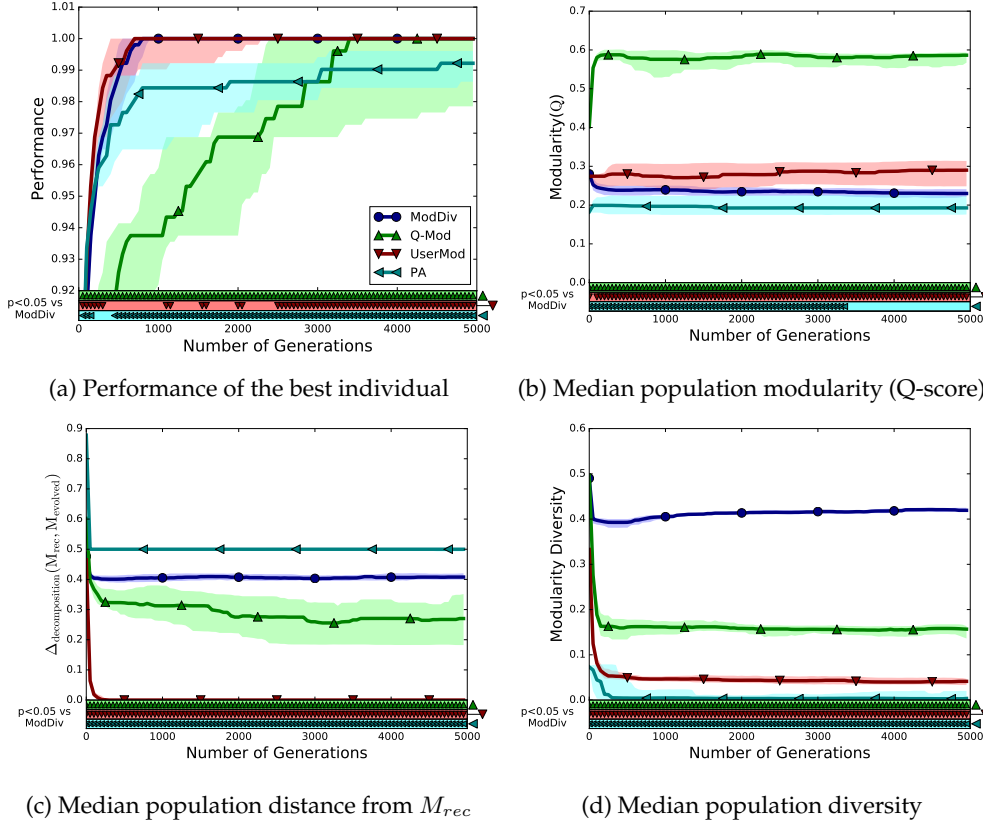 1.01
1.00
0.99
0.98
0.97
0.96
0.95
0.94
0.93
0.92
Performance
ModDiv
Q-Mod
UserMod
PA
p<0.05 vs
ModDiv
0 1000 2000 3000 4000 5000
Number of Generations
(a) Performance of the best individual
0.7
0.6
0.5
0.4
0.3
0.2
0.1
0.0
Modularity(Q)
p<0.05 vs
ModDiv
0 1000 2000 3000 4000 5000
Number of Generations
(b) Median population modularity (Q-score)
0.9
0.8
0.7
0.6
0.5
0.4
0.3
0.2
0.1
0.0
Δdecomposition(Mrec, Mevolved)
p<0.05 vs
ModDiv
0 1000 2000 3000 4000 5000
Number of Generations
(c) Median population distance from Mrec
0.6
0.5
0.4
0.3
0.2
0.1
0.0
Modularity Diversity
p<0.05 vs
ModDiv
0 1000 2000 3000 4000 5000
Number of Generations
(d) Median population diversity